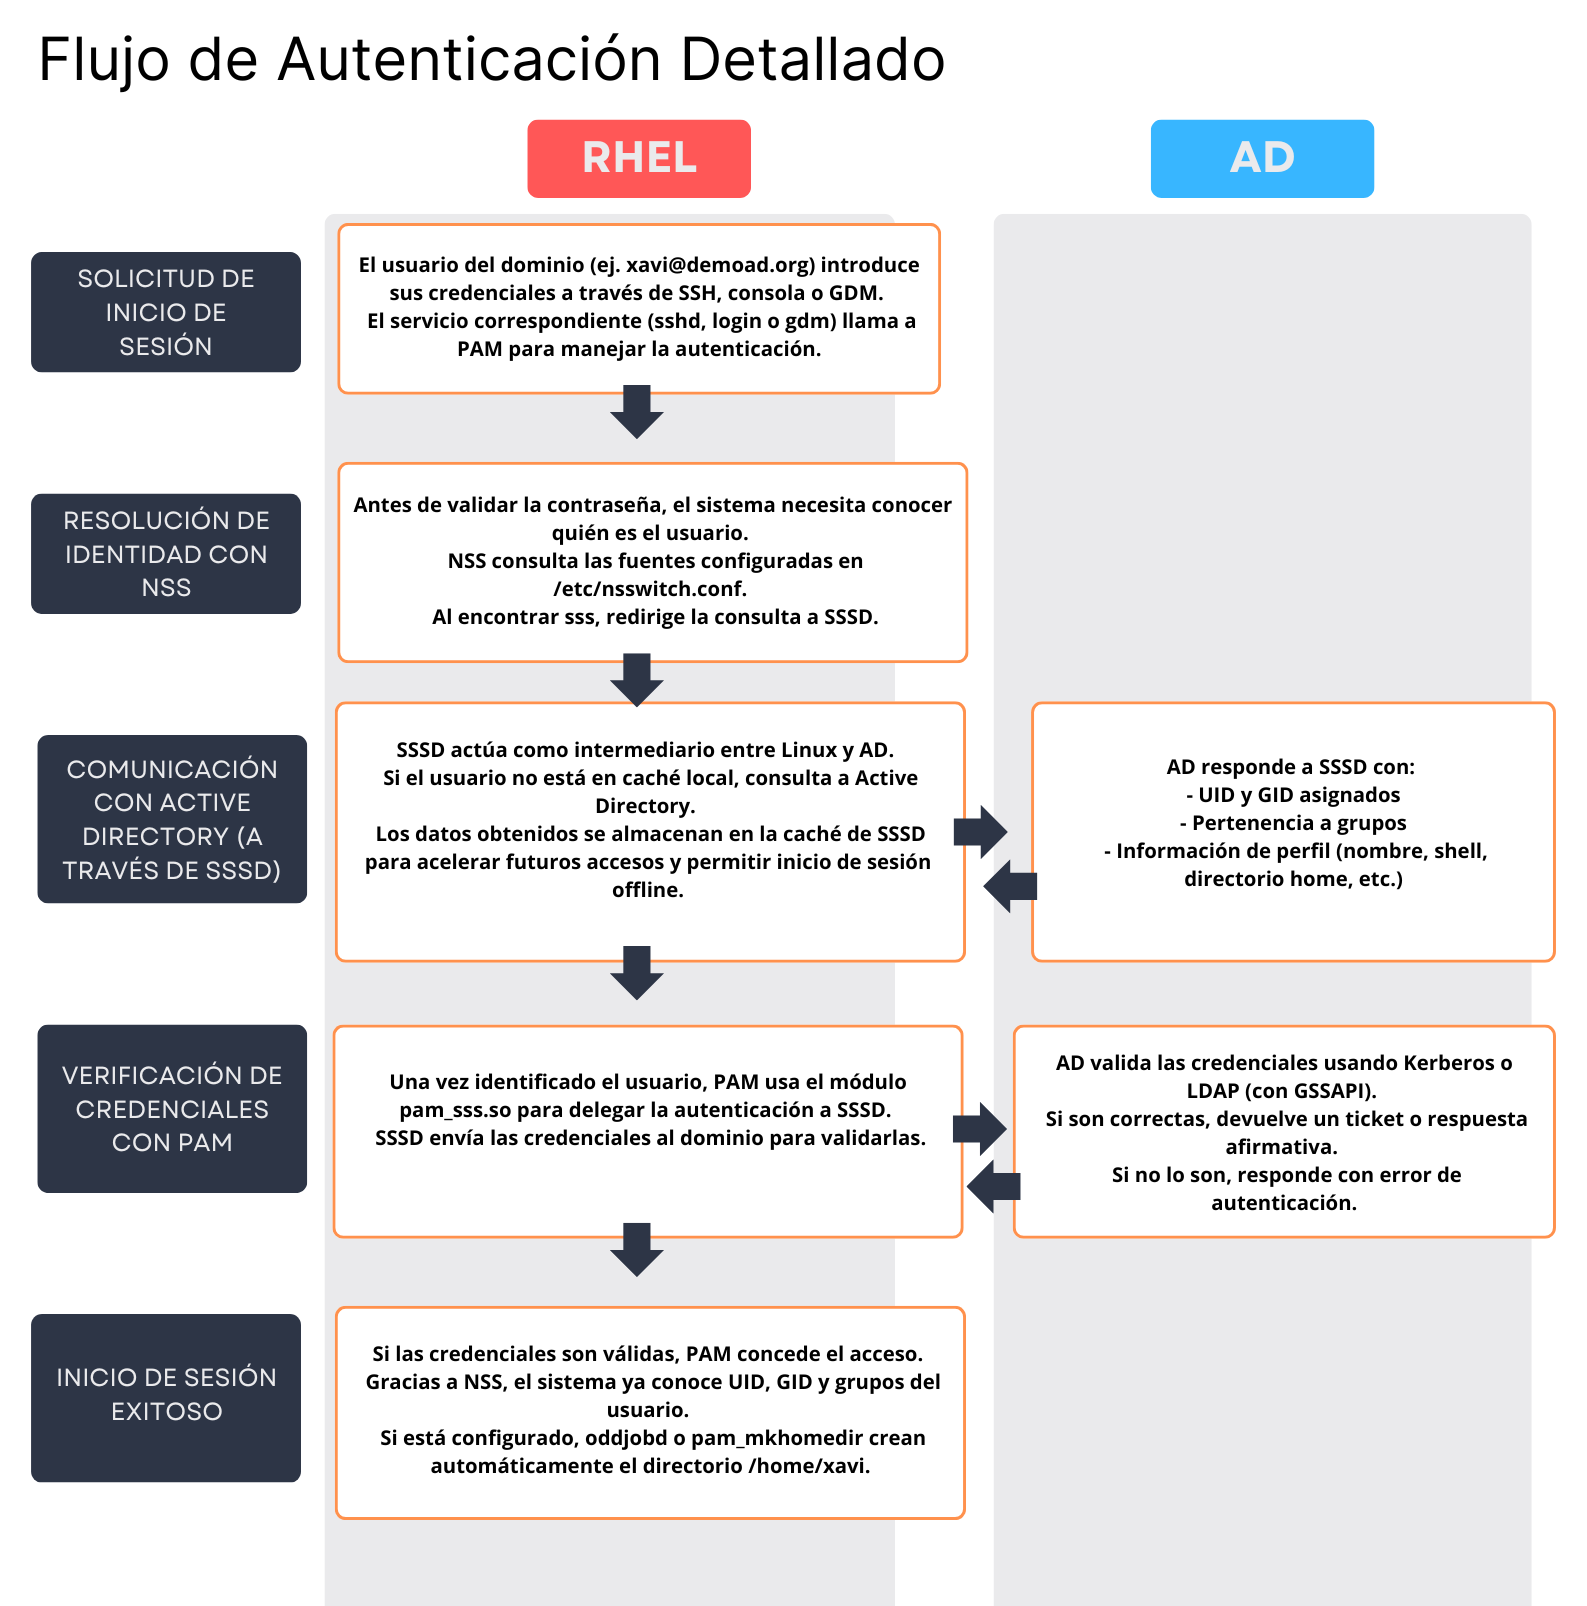 Flujo de Autenticación Detallado
RHEL
AD
SOLICITUD DE
INICIO DE
SESIÓN
El usuario del dominio (ej. xavi@demoad.org) introduce
sus credenciales a través de SSH, consola o GDM.
El servicio correspondiente (sshd, login o gdm) llama a
PAM para manejar la autenticación.
RESOLUCIÓN DE
IDENTIDAD CON
NSS
Antes de validar la contraseña, el sistema necesita conocer
quién es el usuario.
NSS consulta las fuentes configuradas en
/etc/nsswitch.conf.
Al encontrar sss, redirige la consulta a SSSD.
COMUNICACIÓN
CON ACTIVE
DIRECTORY (A
TRAVÉS DE SSSD)
SSSD actúa como intermediario entre Linux y AD.
Si el usuario no está en caché local, consulta a Active
Directory.
Los datos obtenidos se almacenan en la caché de SSSD
para acelerar futuros accesos y permitir inicio de sesión
offline.
AD responde a SSSD con:
- UID y GID asignados
- Pertenencia a grupos
- Información de perfil (nombre, shell,
directorio home, etc.)
VERIFICACIÓN DE
CREDENCIALES
CON PAM
Una vez identificado el usuario, PAM usa el módulo
pam_sss.so para delegar la autenticación a SSSD.
SSSD envía las credenciales al dominio para validarlas.
AD valida las credenciales usando Kerberos o
LDAP (con GSSAPI).
Si son correctas, devuelve un ticket o respuesta
afirmativa.
Si no lo son, responde con error de
autenticación.
INICIO DE SESIÓN
EXITOSO
Si las credenciales son válidas, PAM concede el acceso.
Gracias a NSS, el sistema ya conoce UID, GID y grupos del
usuario.
Si está configurado, oddjobd o pam_mkhomedir crean
automáticamente el directorio /home/xavi.